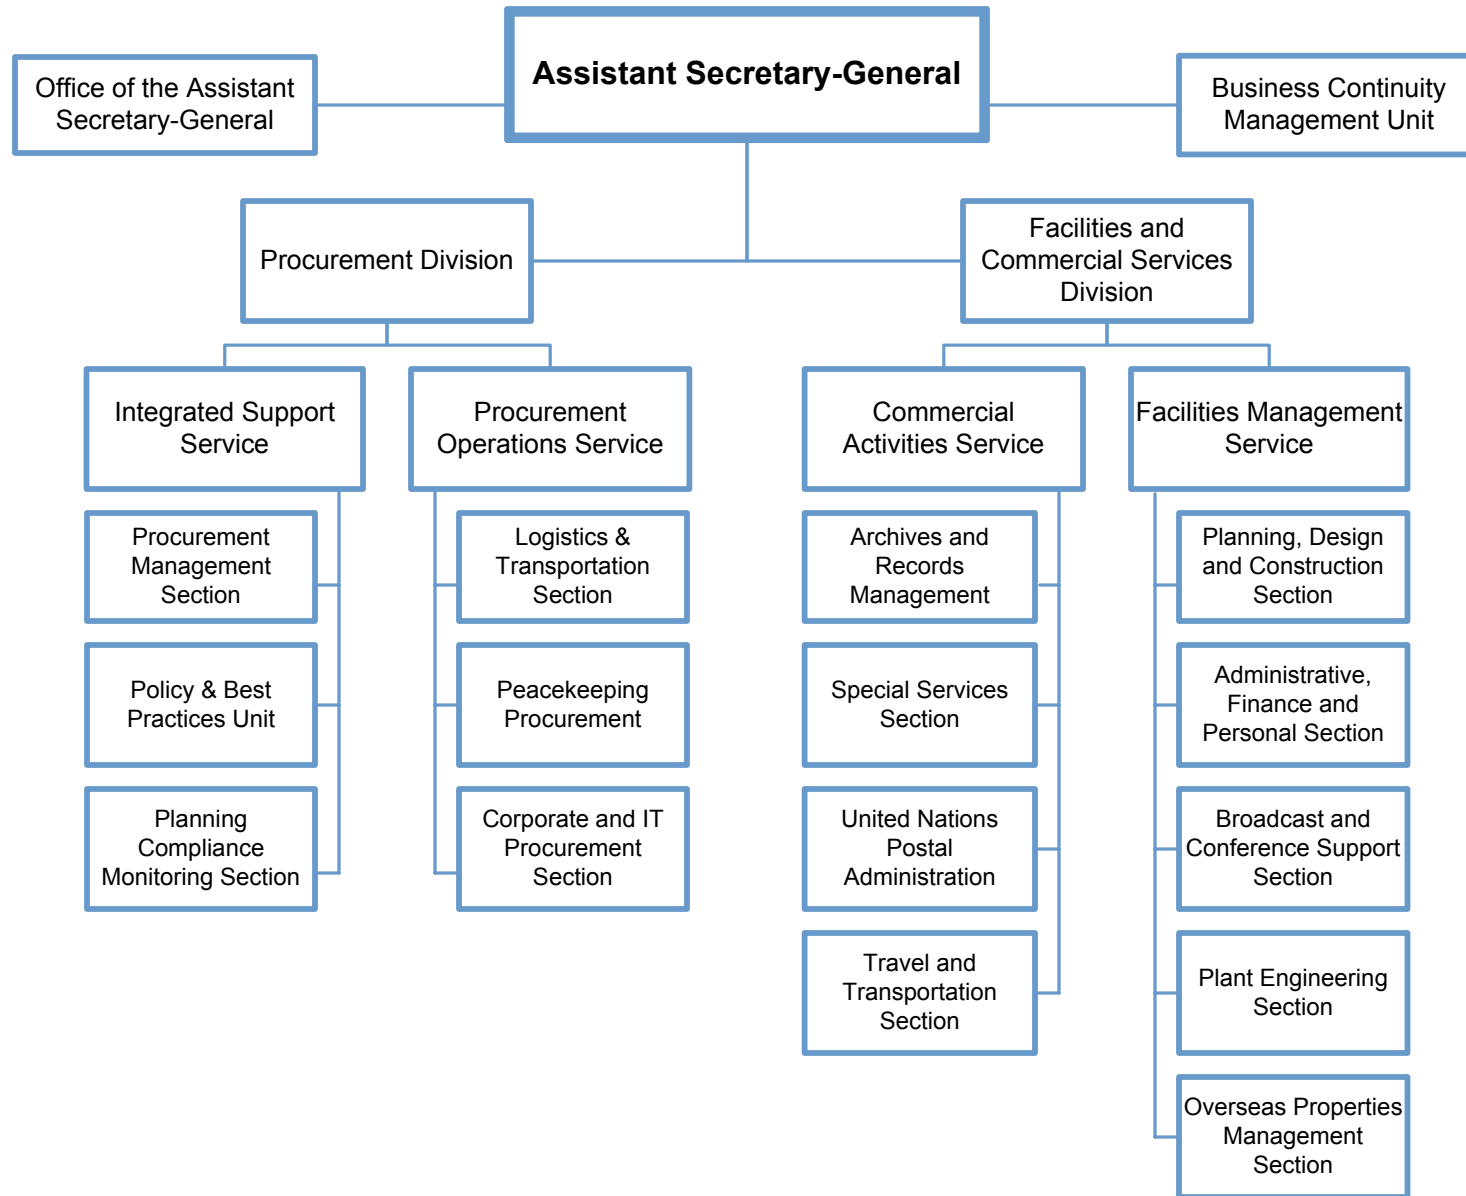 Assistant Secretary-General
Office of the Assistant
Secretary-General
Business Continuity
Management Unit
Procurement Division
Facilities and
Commercial Services
Division
Integrated Support
Service
Procurement
Operations Service
Commercial
Activities Service
Facilities Management
Service
Procurement
Management
Section
Policy & Best
Practices Unit
Planning
Compliance
Monitoring Section
Logistics &
Transportation
Section
Peacekeeping
Procurement
Corporate and IT
Procurement
Section
Archives and
Records
Management
Special Services
Section
United Nations
Postal
Administration
Travel and
Transportation
Section
Planning, Design
and Construction
Section
Administrative,
Finance and
Personal Section
Broadcast and
Conference Support
Section
Plant Engineering
Section
Overseas Properties
Management
Section